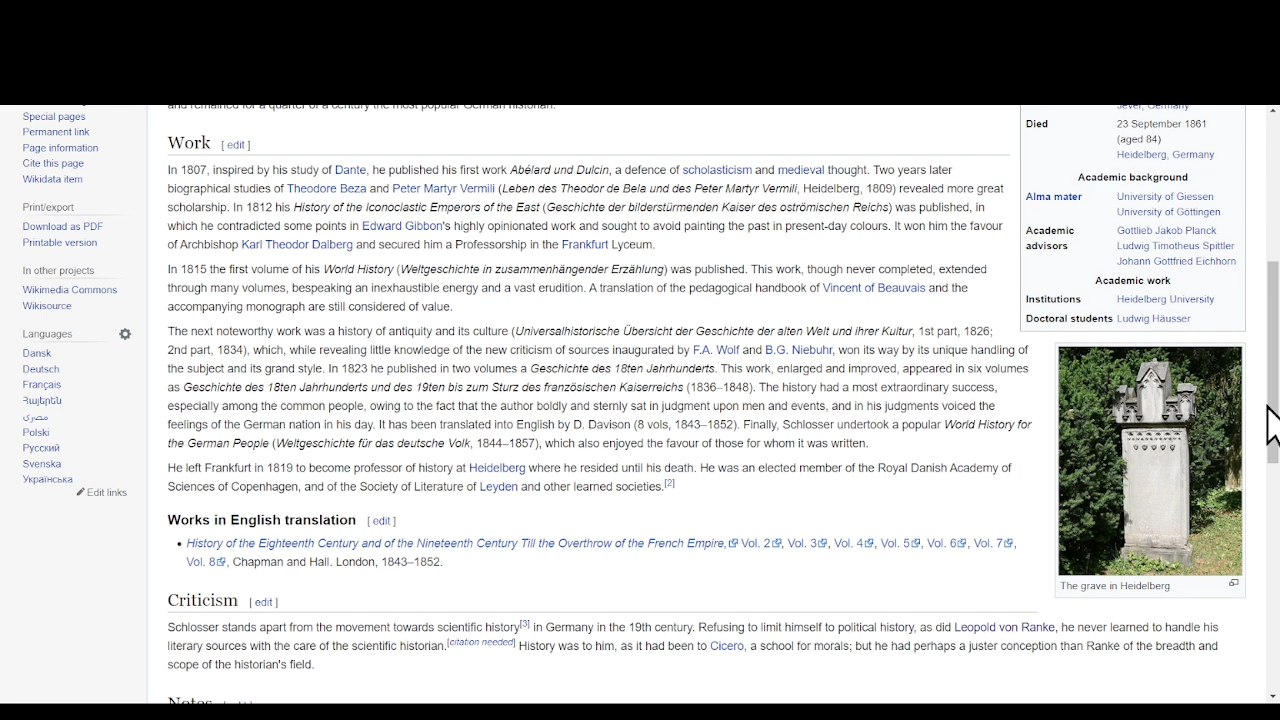 and remained for a quarter of a century the most popular German historian.
Special pages
Permanent link
Page information
Cite this page
Wikidata item
Print/export
Download as PDF
Printable version
In other projects
Wikimedia Commons
Wikisource
Languages
Dansk
Deutsch
Français
Հայերեն
مصرى
Polski
Русский
Svenska
Українська
Edit links
Work [ edit ]
In 1807, inspired by his study of Dante, he published his first work Abélard und Dulcin, a defence of scholasticism and medieval thought. Two years later
biographical studies of Theodore Beza and Peter Martyr Vermili (Leben des Theodor de Bela und des Peter Martyr Vermili, Heidelberg, 1809) revealed more great
scholarship. In 1812 his History of the Iconoclastic Emperors of the East (Geschichte der bilderstürmenden Kaiser des oströmischen Reichs) was published, in
which he contradicted some points in Edward Gibbon's highly opinionated work and sought to avoid painting the past in present-day colours. It won him the favour
of Archbishop Karl Theodor Dalberg and secured him a Professorship in the Frankfurt Lyceum.
In 1815 the first volume of his World History (Weltgeschichte in zusammenhängender Erzählung) was published. This work, though never completed, extended
through many volumes, bespeaking an inexhaustible energy and a vast erudition. A translation of the pedagogical handbook of Vincent of Beauvais and the
accompanying monograph are still considered of value.
The next noteworthy work was a history of antiquity and its culture (Universalhistorische Übersicht der Geschichte der alten Welt und ihrer Kultur, 1st part, 1826;
2nd part, 1834), which, while revealing little knowledge of the new criticism of sources inaugurated by F.A. Wolf and B.G. Niebuhr, won its way by its unique handling of
the subject and its grand style. In 1823 he published in two volumes a Geschichte des 18ten Jahrhunderts. This work, enlarged and improved, appeared in six volumes
as Geschichte des 18ten Jahrhunderts und des 19ten bis zum Sturz des französischen Kaiserreichs (1836–1848). The history had a most extraordinary success,
especially among the common people, owing to the fact that the author boldly and sternly sat in judgment upon men and events, and in his judgments voiced the
feelings of the German nation in his day. It has been translated into English by D. Davison (8 vols, 1843–1852). Finally, Schlosser undertook a popular World History for
the German People (Weltgeschichte für das deutsche Volk, 1844–1857), which also enjoyed the favour of those for whom it was written.
He left Frankfurt in 1819 to become professor of history at Heidelberg where he resided until his death. He was an elected member of the Royal Danish Academy of
Sciences of Copenhagen, and of the Society of Literature of Leyden and other learned societies.[2]
Works in English translation [ edit ]
• History of the Eighteenth Century and of the Nineteenth Century Till the Overthrow of the French Empire, Vol. 2, Vol. 3, Vol. 4, Vol. 5, Vol. 6, Vol. 7,
Vol. 8, Chapman and Hall. London, 1843–1852.
Criticism [ edit ]
Schlosser stands apart from the movement towards scientific history[3] in Germany in the 19th century. Refusing to limit himself to political history, as did Leopold von Ranke, he never learned to handle his
literary sources with the care of the scientific historian.[citation needed] History was to him, as it had been to Cicero, a school for morals; but he had perhaps a juster conception than Ranke of the breadth and
scope of the historian's field.
Notes
Jever, Germany
Died 23 September 1861
(aged 84)
Heidelberg, Germany
Academic background
Alma mater University of Giessen
University of Göttingen
Academic advisors Gottlieb Jakob Planck
Ludwig Timotheus Spittler
Johann Gottfried Eichhorn
Academic work
Institutions Heidelberg University
Doctoral students Ludwig Häusser
The grave in Heidelberg